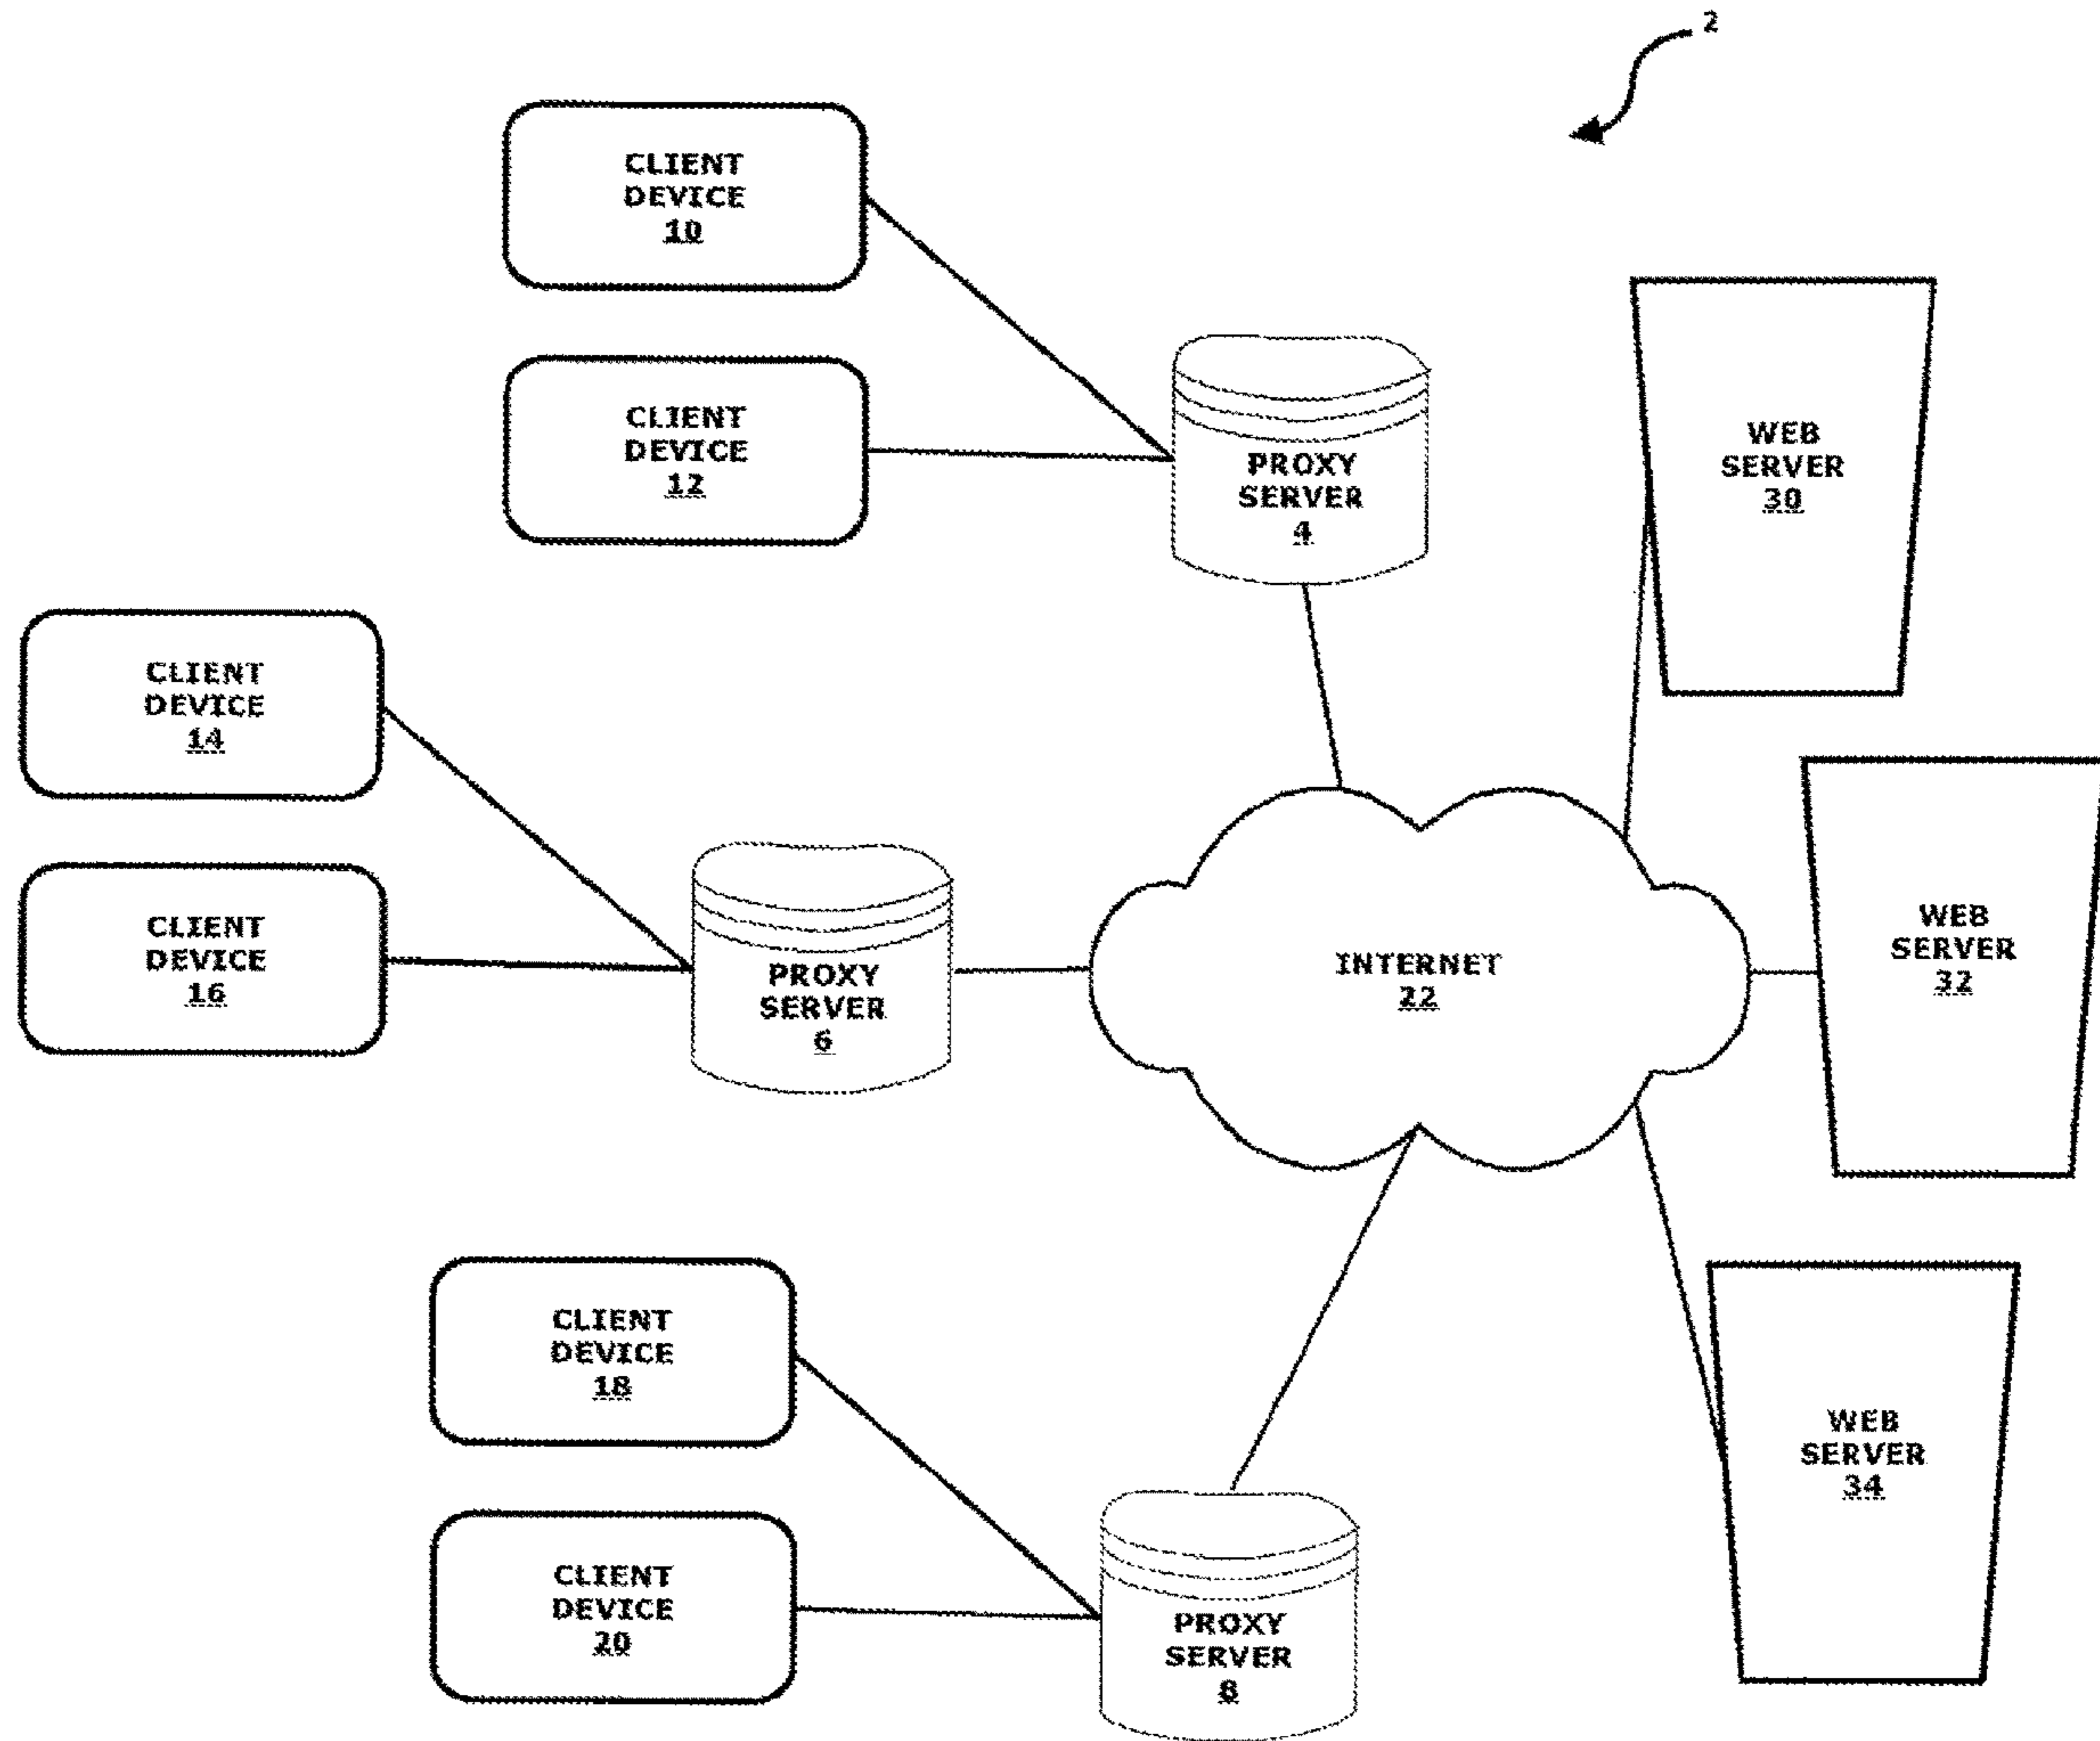 2
CLIENT
DEVICE
10
CLIENT
DEVICE
12
PROXY
SERVER
4
WEB
SERVER
30
CLIENT
DEVICE
14
CLIENT
DEVICE
16
PROXY
SERVER
6
INTERNET
22
WEB
SERVER
32
CLIENT
DEVICE
18
CLIENT
DEVICE
20
PROXY
SERVER
8
WEB
SERVER
34